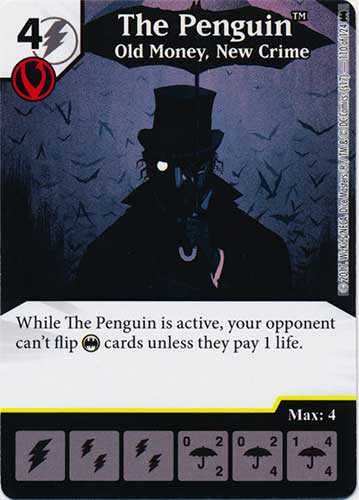 4
The Penguin™
Old Money, New Crime
While The Penguin is active, your opponent
can't flip cards unless they pay 1 life.
Max: 4
0 2 2
0 2 4
1 4 4